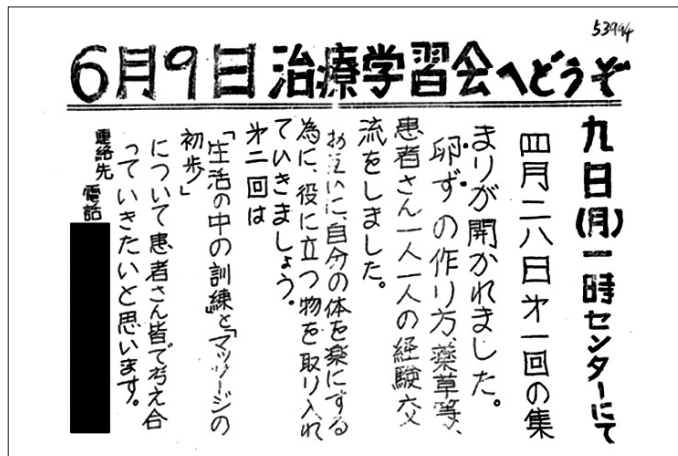 53994
6月9日治療学習会へどうぞ
九日(月)一時センターにて
四月二八日才一回の集
まりが開かれました。
卵ずの作り方、薬草等、
患者さん一人一人の経験交
流をしました。
お互いに自分の体を楽にする
為に、役に立つ物を取り入れ
ていきましょう。
才二回は
「生活の中の訓練」と「マッサージの
初歩」
について患者さん皆で考え合
っていきたいと思います。
連絡先 電話